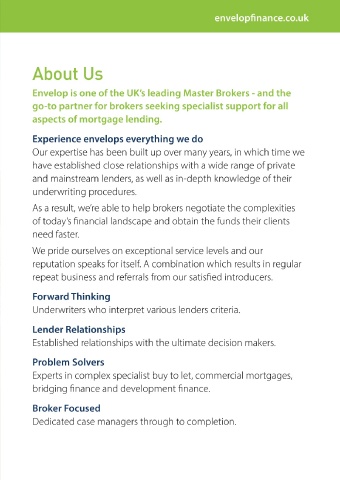 envelopfinance.co.uk
About Us
Envelop is one of the UK's leading Master Brokers - and the
go-to partner for brokers seeking specialist support for all
aspects of mortgage lending.
Experience envelops everything we do
Our expertise has been built up over many years, in which time we
have established close relationships with a wide range of private
and mainstream lenders, as well as in-depth knowledge of their
underwriting procedures.
As a result, we're able to help brokers negotiate the complexities
of today's financial landscape and obtain the funds their clients
need faster.
We pride ourselves on exceptional service levels and our
reputation speaks for itself. A combination which results in regular
repeat business and referrals from our satisfied introducers.
Forward Thinking
Underwriters who interpret various lenders criteria.
Lender Relationships
Established relationships with the ultimate decision makers.
Problem Solvers
Experts in complex specialist buy to let, commercial mortgages,
bridging finance and development finance.
Broker Focused
Dedicated case managers through to completion.